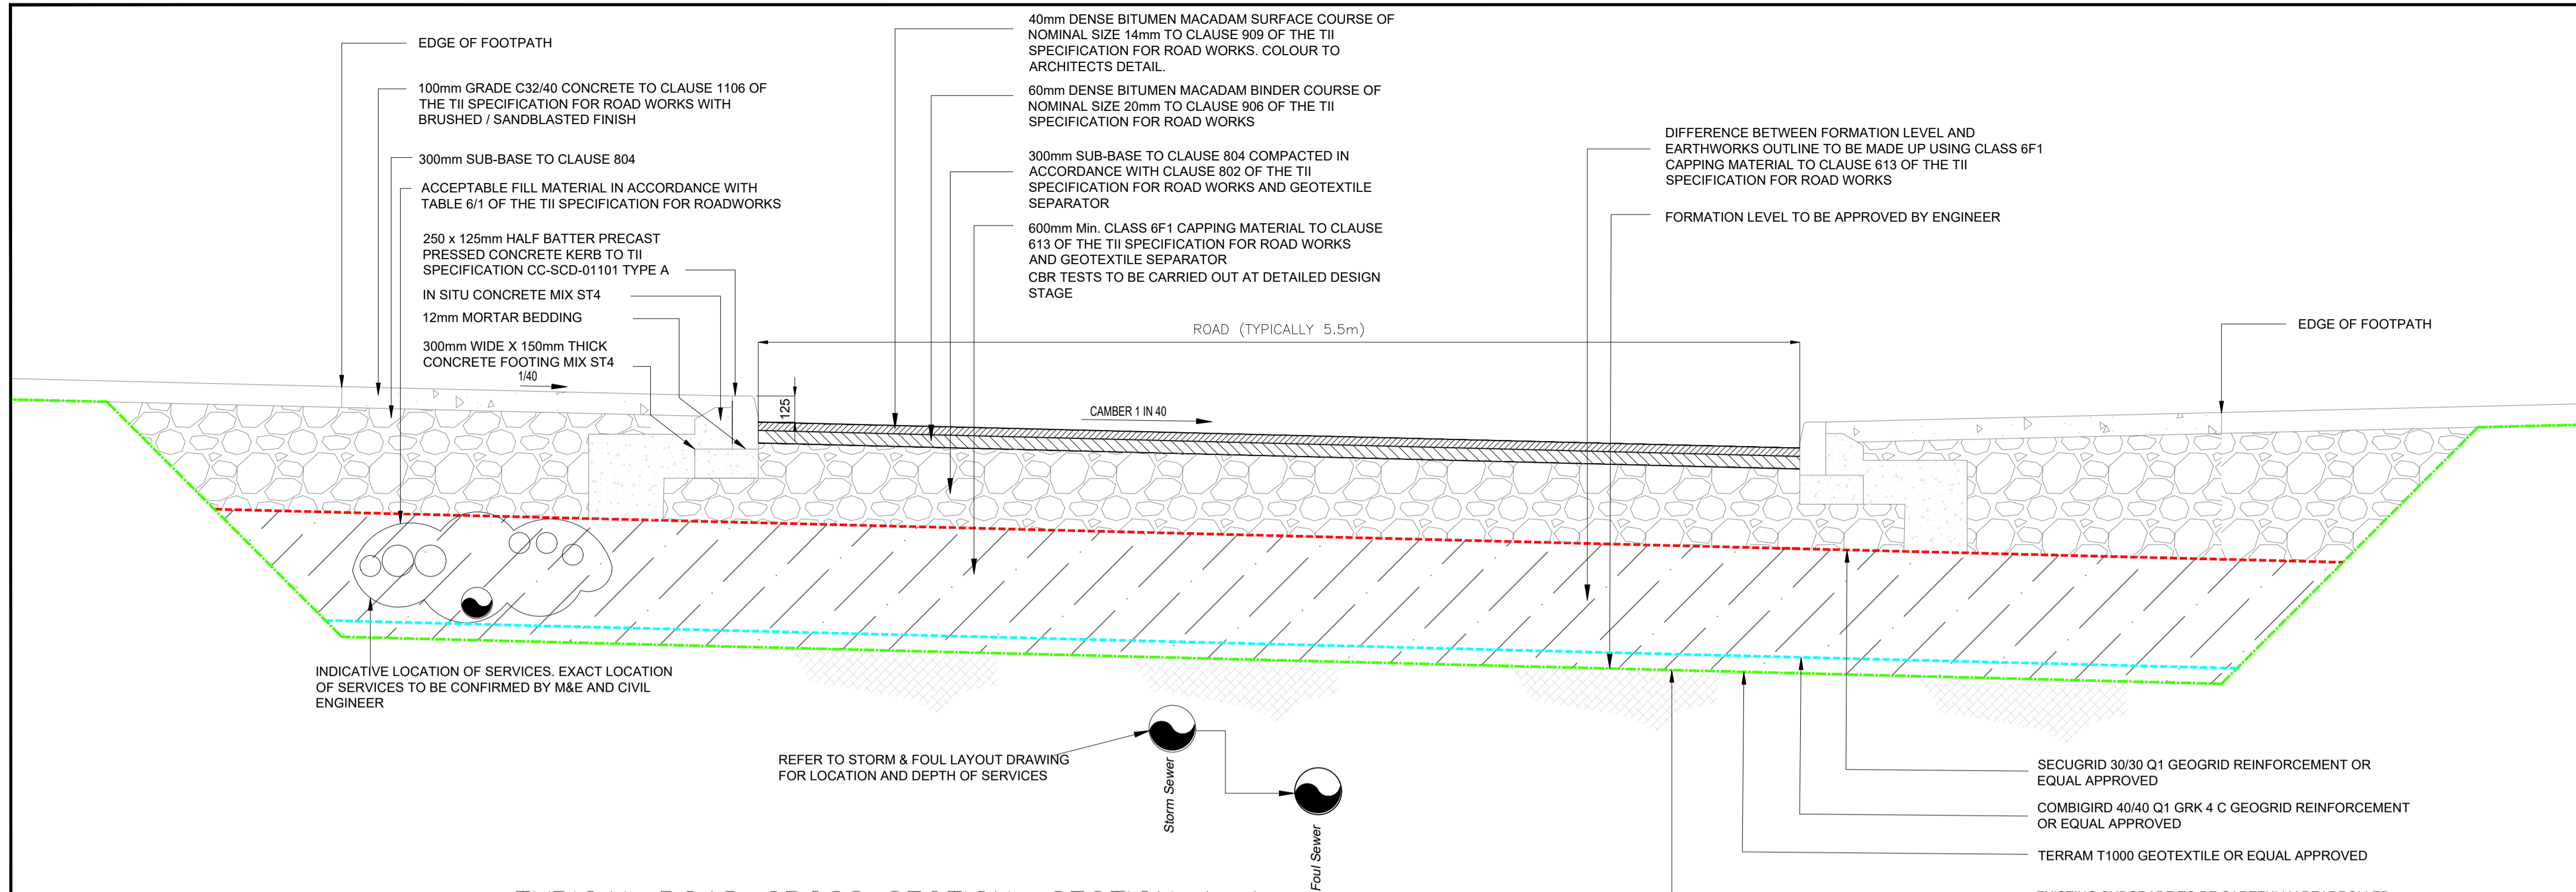 EDGE OF FOOTPATH
100mm GRADE C32/40 CONCRETE TO CLAUSE 1106 OF
THE TII SPECIFICATION FOR ROAD WORKS WITH
BRUSHED / SANDBLASTED FINISH
300mm SUB-BASE TO CLAUSE 804
ACCEPTABLE FILL MATERIAL IN ACCORDANCE WITH
TABLE 6/1 OF THE TII SPECIFICATION FOR ROADWORKS
250 x 125mm HALF BATTER PRECAST
PRESSED CONCRETE KERB TO TII
SPECIFICATION CC-SCD-01101 TYPE A
IN SITU CONCRETE MIX ST4
12mm MORTAR BEDDING
300mm WIDE X 150mm THICK
CONCRETE FOOTING MIX ST4
1/40
40mm DENSE BITUMEN MACADAM SURFACE COURSE OF
NOMINAL SIZE 14mm TO CLAUSE 909 OF THE TII
SPECIFICATION FOR ROAD WORKS. COLOUR TO
ARCHITECTS DETAIL.
60mm DENSE BITUMEN MACADAM BINDER COURSE OF
NOMINAL SIZE 20mm TO CLAUSE 906 OF THE TII
SPECIFICATION FOR ROAD WORKS
300mm SUB-BASE TO CLAUSE 804 COMPACTED IN
ACCORDANCE WITH CLAUSE 802 OF THE TII
SPECIFICATION FOR ROAD WORKS AND GEOTEXTILE
SEPARATOR
600mm Min. CLASS 6F1 CAPPING MATERIAL TO CLAUSE
613 OF THE TII SPECIFICATION FOR ROAD WORKS
AND GEOTEXTILE SEPARATOR
CBR TESTS TO BE CARRIED OUT AT DETAILED DESIGN
STAGE
DIFFERENCE BETWEEN FORMATION LEVEL AND
EARTHWORKS OUTLINE TO BE MADE UP USING CLASS 6F1
CAPPING MATERIAL TO CLAUSE 613 OF THE TII
SPECIFICATION FOR ROAD WORKS
FORMATION LEVEL TO BE APPROVED BY ENGINEER
ROAD (TYPICALLY 5.5m)
EDGE OF FOOTPATH
125
CAMBER 1 IN 40
INDICATIVE LOCATION OF SERVICES. EXACT LOCATION
OF SERVICES TO BE CONFIRMED BY M&E AND CIVIL
ENGINEER
REFER TO STORM & FOUL LAYOUT DRAWING
FOR LOCATION AND DEPTH OF SERVICES
Storm Sewer
Foul Sewer
SECUGRID 30/30 Q1 GEOGRID REINFORCEMENT OR
EQUAL APPROVED
COMBIGIRD 40/40 Q1 GRK 4 C GEOGRID REINFORCEMENT
OR EQUAL APPROVED
TERRAM T1000 GEOTEXTILE OR EQUAL APPROVED